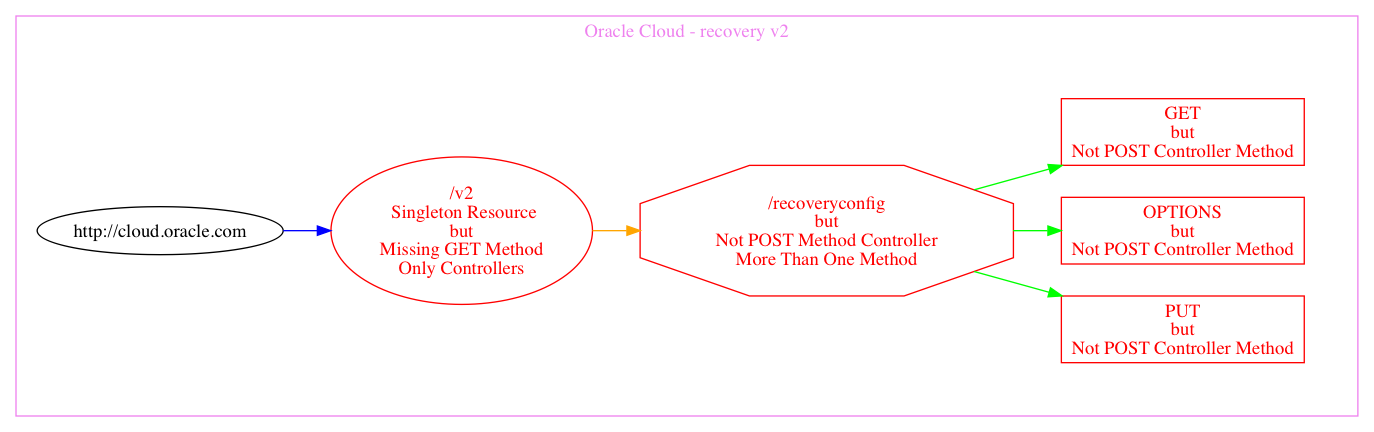 Oracle Cloud - recovery v2
http://cloud.oracle.com
/v2
Singleton Resource
but
Missing GET Method
Only Controllers
/recoveryconfig
but
Not POST Method Controller
More Than One Method
GET
but
Not POST Controller Method
OPTIONS
but
Not POST Controller Method
PUT
but
Not POST Controller Method